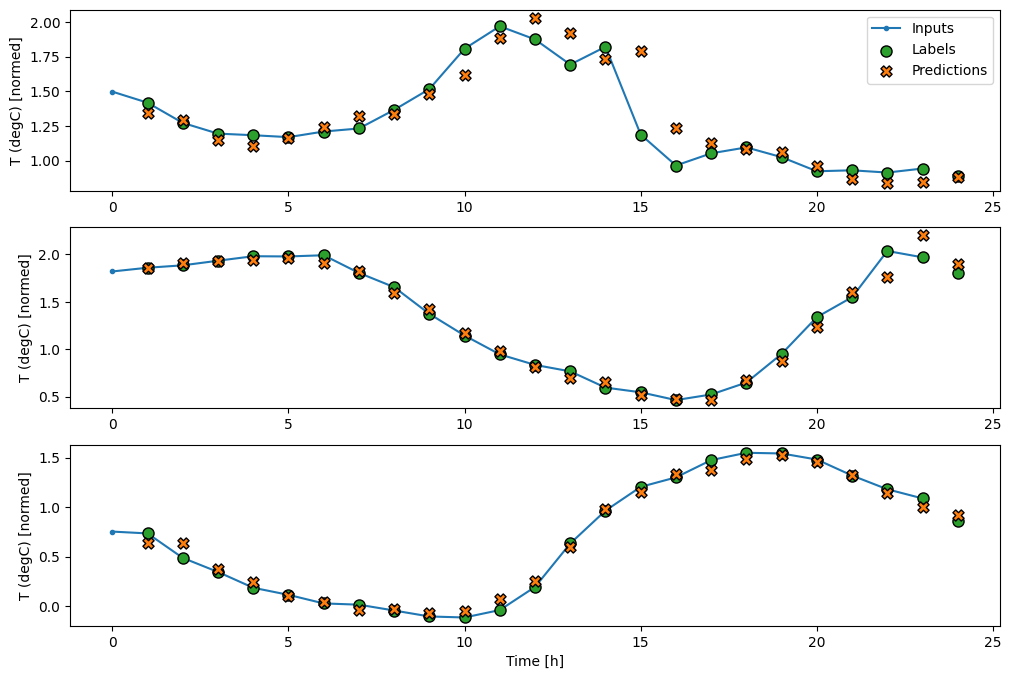 2.00
1.75
1.50
1.25
1.00
T (degC) [normed]
Inputs
Labels
Predictions
0 5 10 15 20 25
2.0
1.5
1.0
0.5
T (degC) [normed]
0 5 10 15 20 25
1.5
1.0
0.5
0.0
T (degC) [normed]
0 5 10 15 20 25
Time [h]